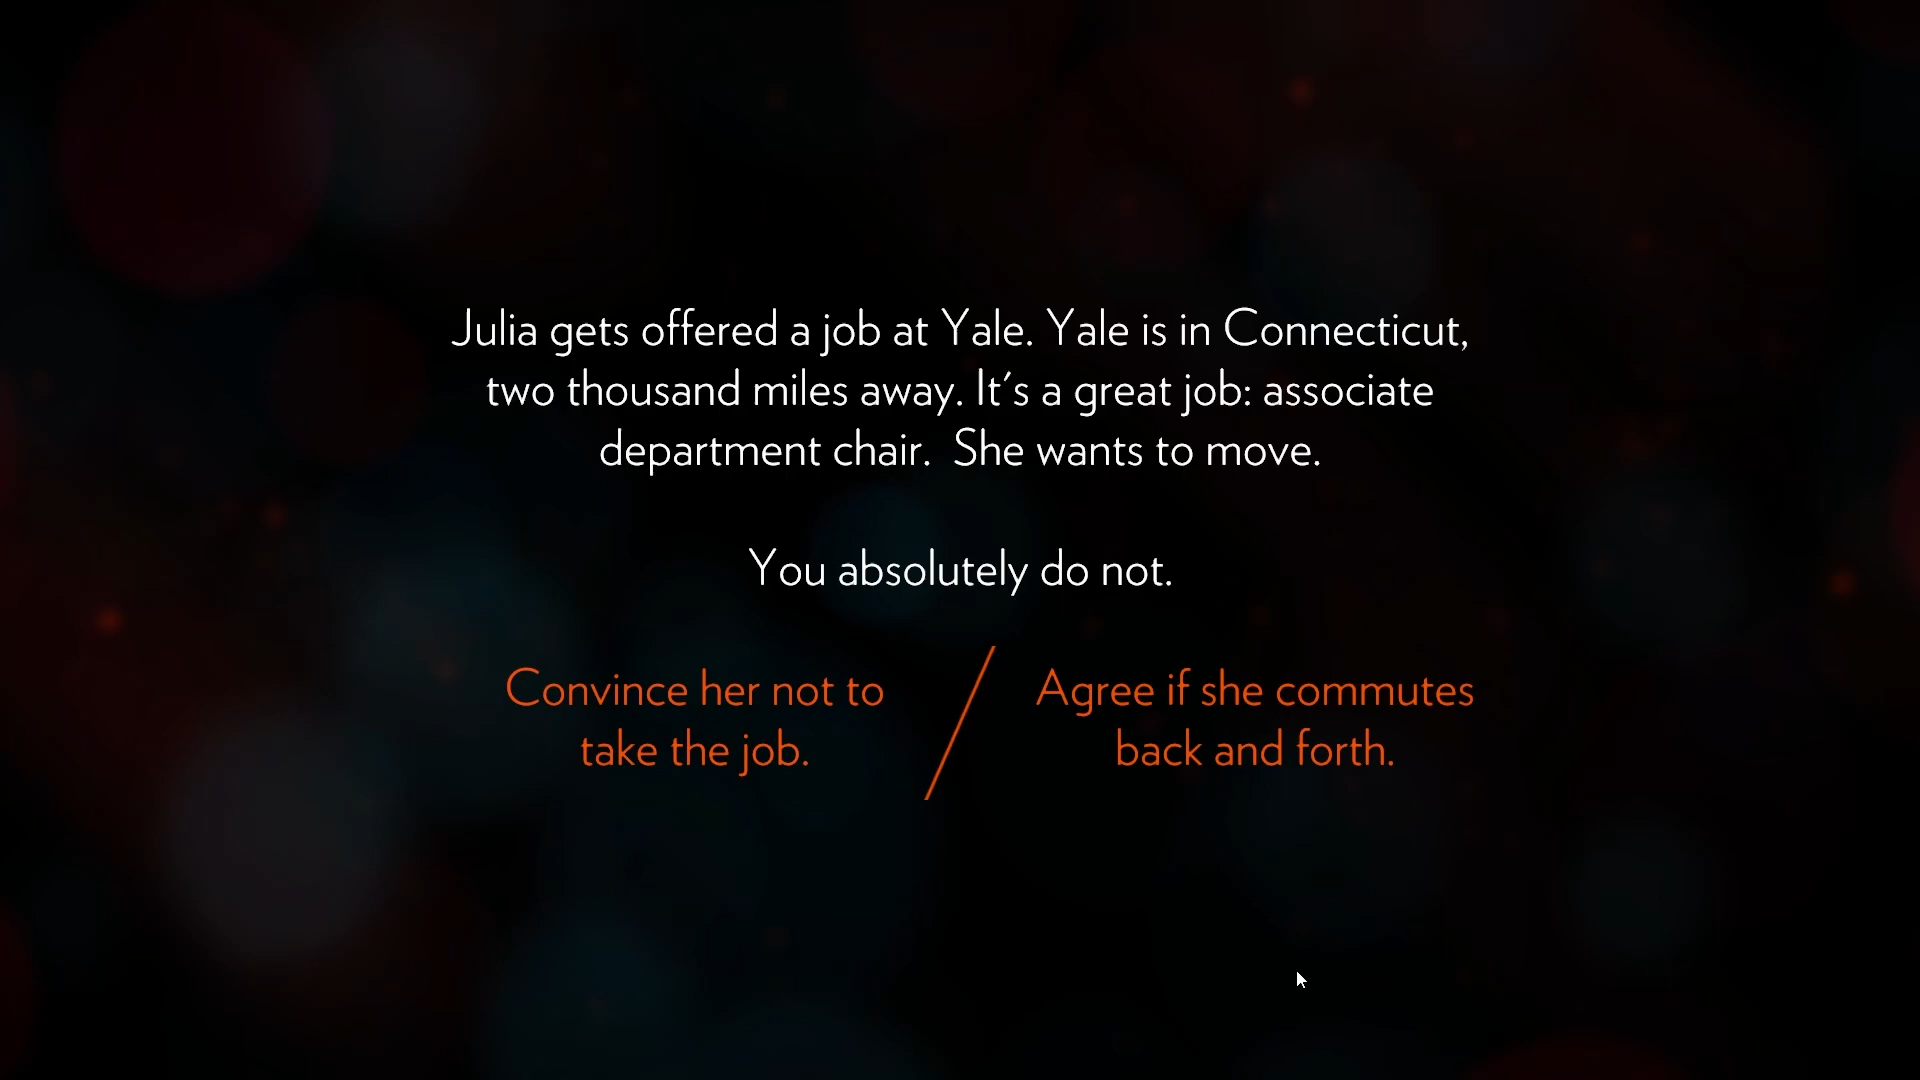 Julia gets offered a job at Yale. Yale is in Connecticut,
two thousand miles away. It's a great job: associate
department chair.  She wants to move.
You absolutely do not.
Convince her not to
take the job.
Agree if she commutes
back and forth.